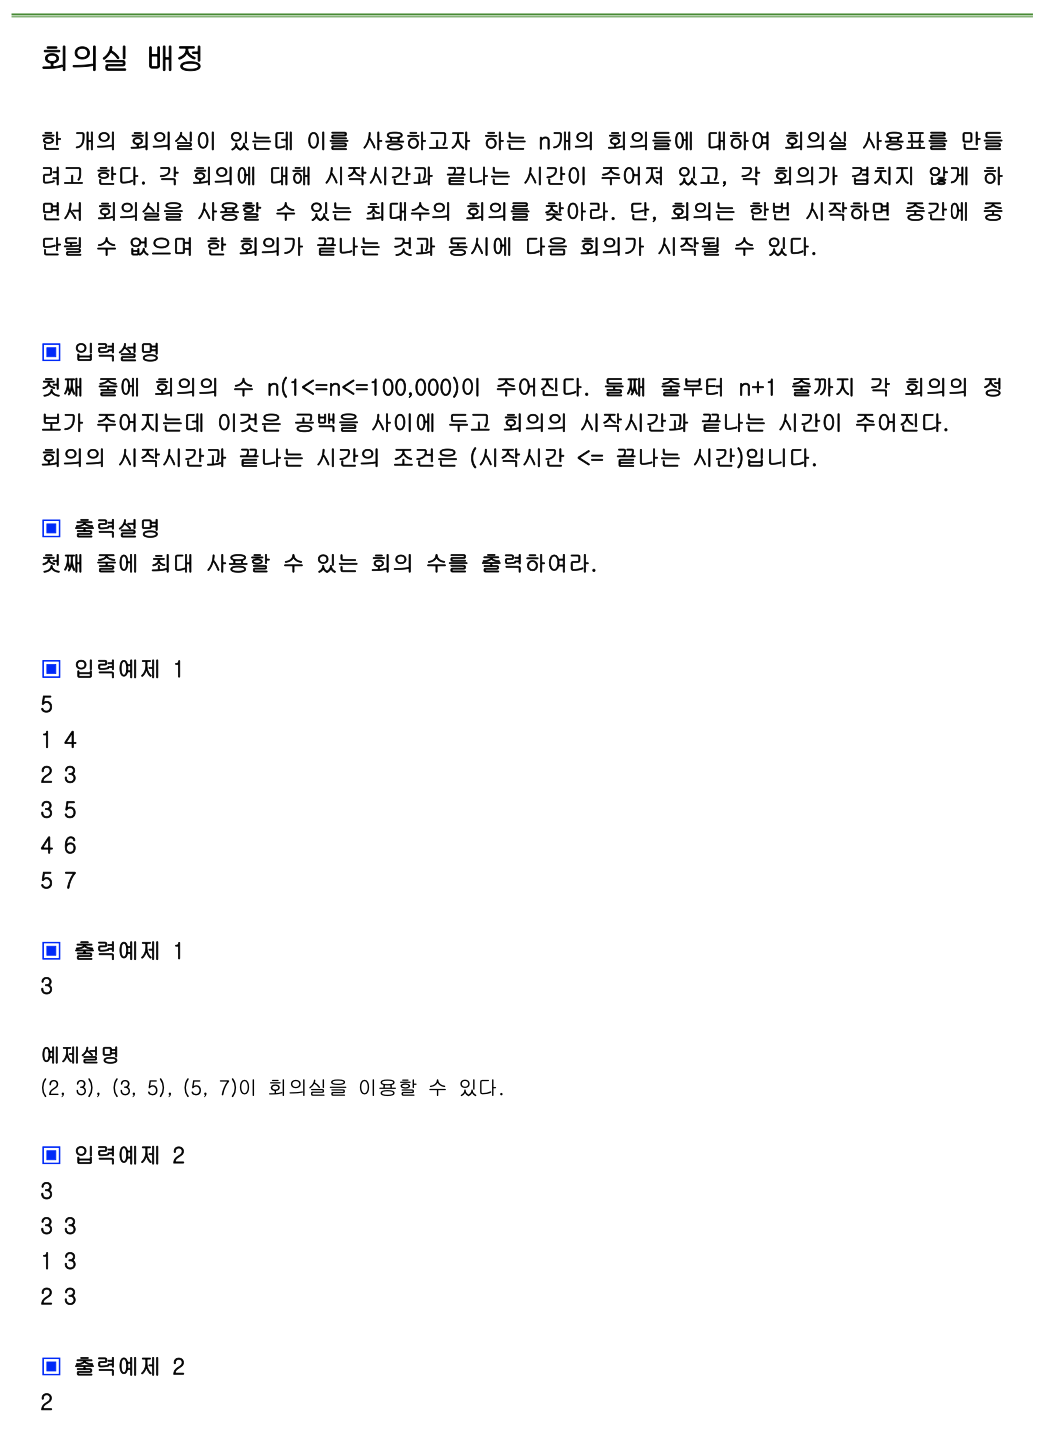 회의실 배정
한 개의 회의실이 있는데 이를 사용하고자 하는 n개의 회의들에 대하여 회의실 사용표를 만들
려고 한다. 각 회의에 대해 시작시간과 끝나는 시간이 주어져 있고, 각 회의가 겹치지 않게 하
면서 회의실을 사용할 수 있는 최대수의 회의를 찾아라. 단, 회의는 한번 시작하면 중간에 중
단될 수 없으며 한 회의가 끝나는 것과 동시에 다음 회의가 시작될 수 있다.
▣ 입력설명
첫째 줄에 회의의 수 n(1<=n<=100,000)이 주어진다. 둘째 줄부터 n+1 줄까지 각 회의의 정
보가 주어지는데 이것은 공백을 사이에 두고 회의의 시작시간과 끝나는 시간이 주어진다.
회의의 시작시간과 끝나는 시간의 조건은 (시작시간 <= 끝나는 시간)입니다.
▣ 출력설명
첫째 줄에 최대 사용할 수 있는 회의 수를 출력하여라.
▣ 입력예제 1
5
1 4
2 3
3 5
4 6
5 7
▣ 출력예제 1
3
예제설명
(2, 3), (3, 5), (5, 7)이 회의실을 이용할 수 있다.
▣ 입력예제 2
3
3 3
1 3
2 3
▣ 출력예제 2
2